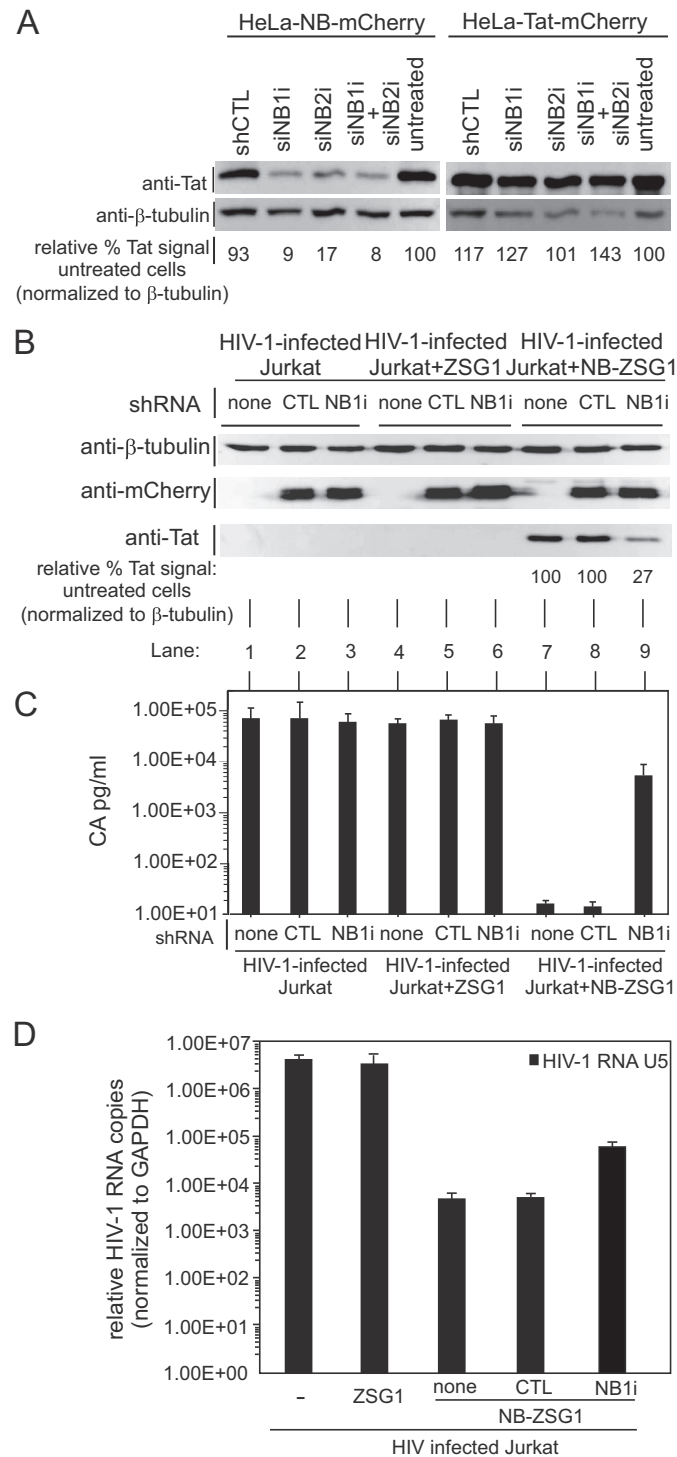 A
HeLa-NB-mCherry HeLa-Tat-mCherry
shCTL siNB1i siNB2i siNB1i + siNB2i untreated shCTL siNB1i siNB2i siNB1i + siNB2i untreated
anti-Tat
anti-β-tubulin
relative % Tat signal
untreated cells
(normalized to β-tubulin)
93 9 17 8 100 117 127 101 143 100
B
HIV-1-infected HIV-1-infected HIV-1-infected
Jurkat Jurkat+ZSG1 Jurkat+NB-ZSG1
shRNA none CTL NB1i none CTL NB1i none CTL NB1i
anti-β-tubulin
anti-mCherry
anti-Tat
relative % Tat signal:
untreated cells
(normalized to β-tubulin)
100 100 27
Lane: 1 2 3 4 5 6 7 8 9
C
CA pg/ml
1.00E+05
1.00E+04
1.00E+03
1.00E+02
1.00E+01
shRNA none CTL NB1i none CTL NB1i none CTL NB1i
HIV-1-infected HIV-1-infected HIV-1-infected
Jurkat Jurkat+ZSG1 Jurkat+NB-ZSG1
D
relative HIV-1 RNA copies
(normalized to GAPDH)
1.00E+07
1.00E+06
1.00E+05
1.00E+04
1.00E+03
1.00E+02
1.00E+01
1.00E+00
HIV-1 RNA U5
– ZSG1 none CTL NB1i
NB-ZSG1
HIV infected Jurkat